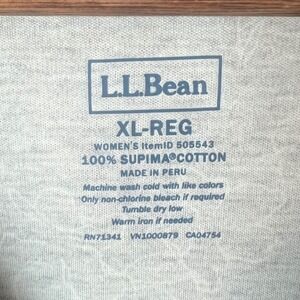 L.L.Bean
XL-REG
WOMEN'S ItemID 505543
100% SUPIMA®COTTON
MADE IN PERU
Machine wash cold with like colors
Only non-chlorine bleach if required
Tumble dry low
Warm iron if needed
RN71341 VN1000879 CA04754